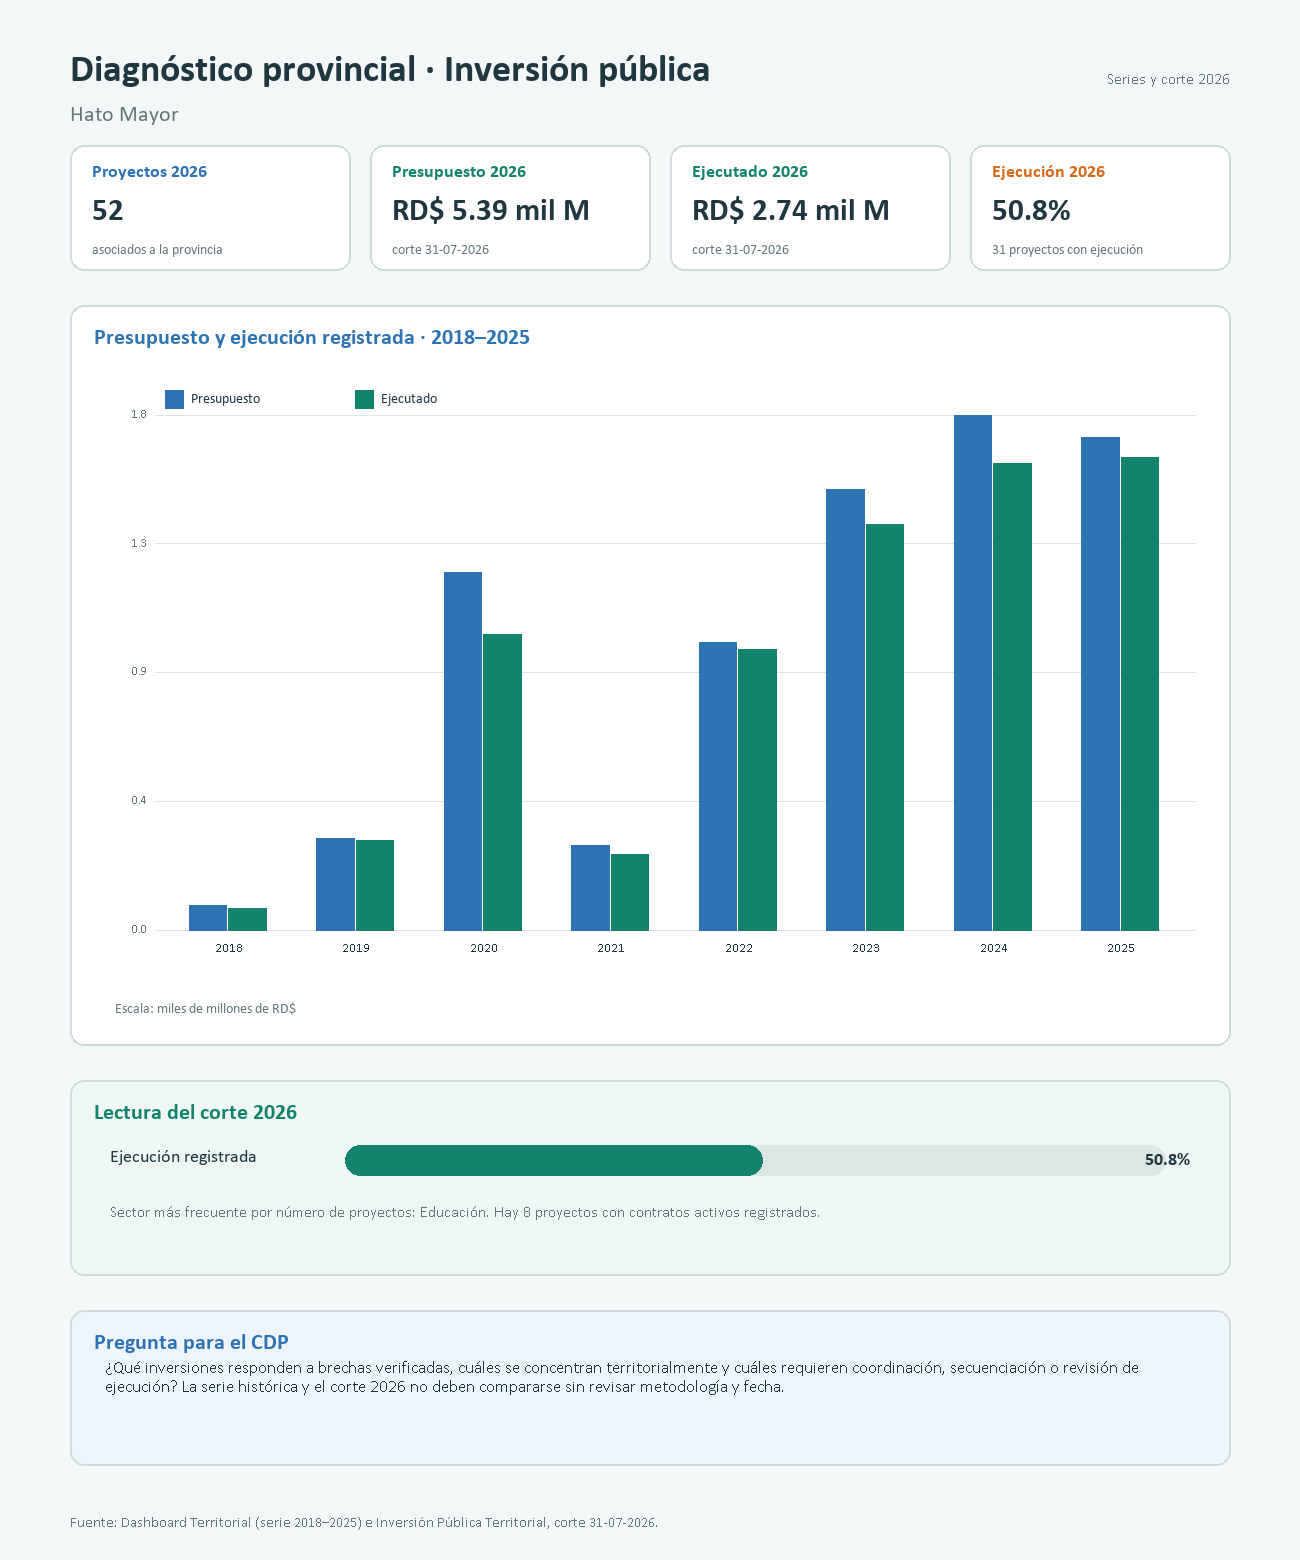 Diagnóstico provincial · Inversión pública
Series y corte 2026
Hato Mayor
Proyectos 2026
52
asociados a la provincia
Presupuesto 2026
RD$ 5.39 mil M
corte 31-07-2026
Ejecutado 2026
RD$ 2.74 mil M
corte 31-07-2026
Ejecución 2026
50.8%
31 proyectos con ejecución
Presupuesto y ejecución registrada · 2018–2025
Presupuesto
Ejecutado
1.8
1.3
0.9
0.4
0.0
2018
2019
2020
2021
2022
2023
2024
2025
Escala: miles de millones de RD$
Lectura del corte 2026
Ejecución registrada
50.8%
Sector más frecuente por número de proyectos: Educación. Hay 8 proyectos con contratos activos registrados.
Pregunta para el CDP
¿Qué inversiones responden a brechas verificadas, cuáles se concentran territorialmente y cuáles requieren coordinación, secuenciación o revisión de
ejecución? La serie histórica y el corte 2026 no deben compararse sin revisar metodología y fecha.
Fuente: Dashboard Territorial (serie 2018–2025) e Inversión Pública Territorial, corte 31-07-2026.